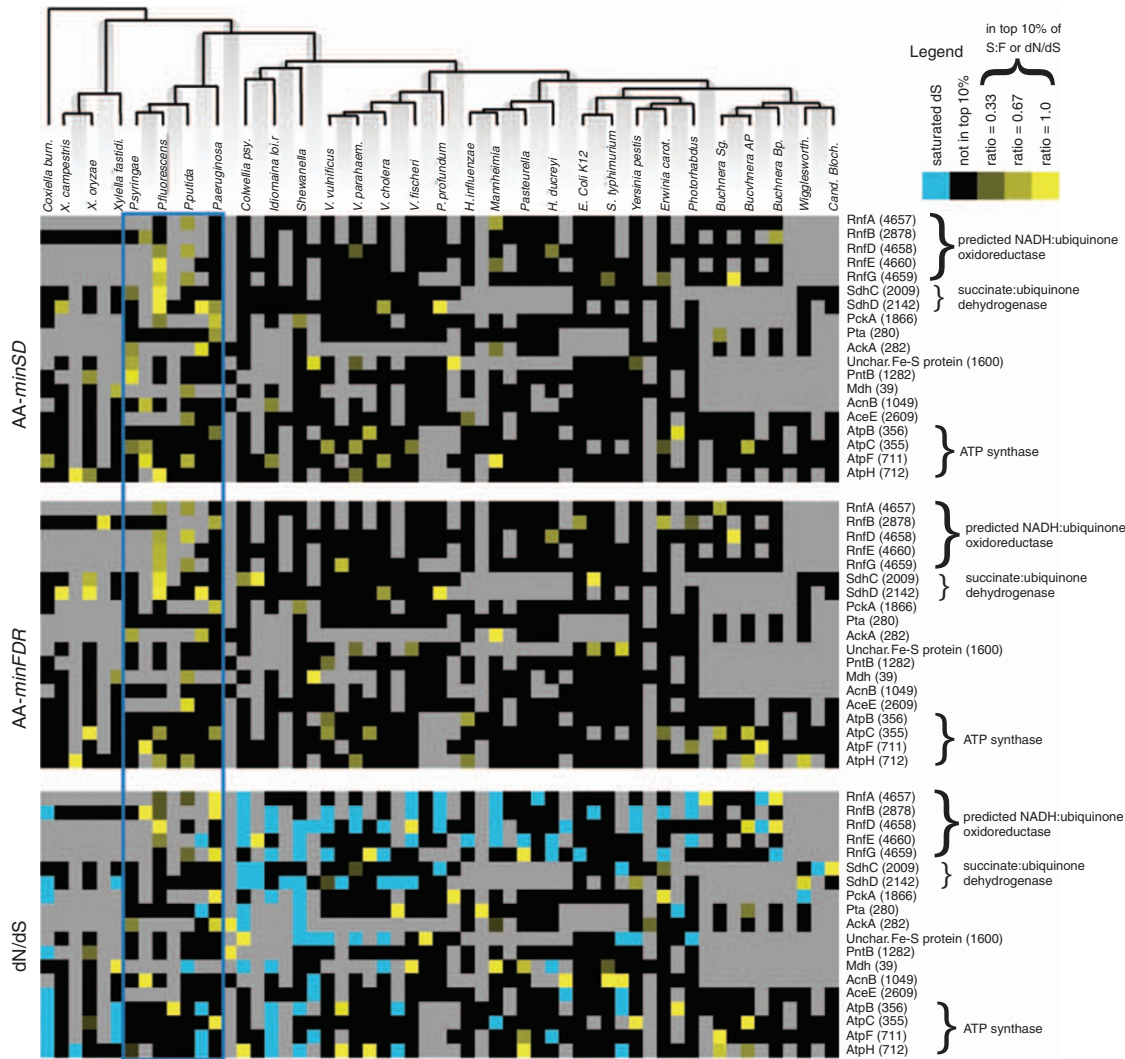 in top 10% of
S:F or dN/dS
Legend
saturated dS
not in top 10%
ratio = 0.33
ratio = 0.67
ratio = 1.0
Coxiella burn.
X. campestris
X. oryzae
Xylella fastidi.
P.syringae
P.fluorescens
P.putida
P.aeruginosa
Colwellia psy.
Idiomaina loi.r
Shewanella
V. vulnificus
V. parahaem.
V. cholera
V. fischeri
P. profundum
H.influenzae
Mannheimia
Pasteurella
H. ducreyi
E. Coli K12
S. typhimurium
Yersinia pestis
Erwinia carot.
Photorhabdus
Buchnera Sg.
Bucvhnera AP
Buchnera Bp.
Wigglesworth.
Cand. Bloch.
AA-minSD
RnfA (4657)
RnfB (2878)
RnfD (4658)
RnfE (4660)
RnfG (4659)
predicted NADH:ubiquinone
oxidoreductase
SdhC (2009)
SdhD (2142)
succinate:ubiquinone
dehydrogenase
PckA (1866)
Pta (280)
AckA (282)
Unchar.Fe-S protein (1600)
PntB (1282)
Mdh (39)
AcnB (1049)
AceE (2609)
AtpB (356)
AtpC (355)
AtpF (711)
AtpH (712)
ATP synthase
AA-minFDR
RnfA (4657)
RnfB (2878)
RnfD (4658)
RnfE (4660)
RnfG (4659)
predicted NADH:ubiquinone
oxidoreductase
SdhC (2009)
SdhD (2142)
succinate:ubiquinone
dehydrogenase
PckA (1866)
Pta (280)
AckA (282)
Unchar.Fe-S protein (1600)
PntB (1282)
Mdh (39)
AcnB (1049)
AceE (2609)
AtpB (356)
AtpC (355)
AtpF (711)
AtpH (712)
ATP synthase
dN/dS
RnfA (4657)
RnfB (2878)
RnfD (4658)
RnfE (4660)
RnfG (4659)
predicted NADH:ubiquinone
oxidoreductase
SdhC (2009)
SdhD (2142)
succinate:ubiquinone
dehydrogenase
PckA (1866)
Pta (280)
AckA (282)
Unchar.Fe-S protein (1600)
PntB (1282)
Mdh (39)
AcnB (1049)
AceE (2609)
AtpB (356)
AtpC (355)
AtpF (711)
AtpH (712)
ATP synthase